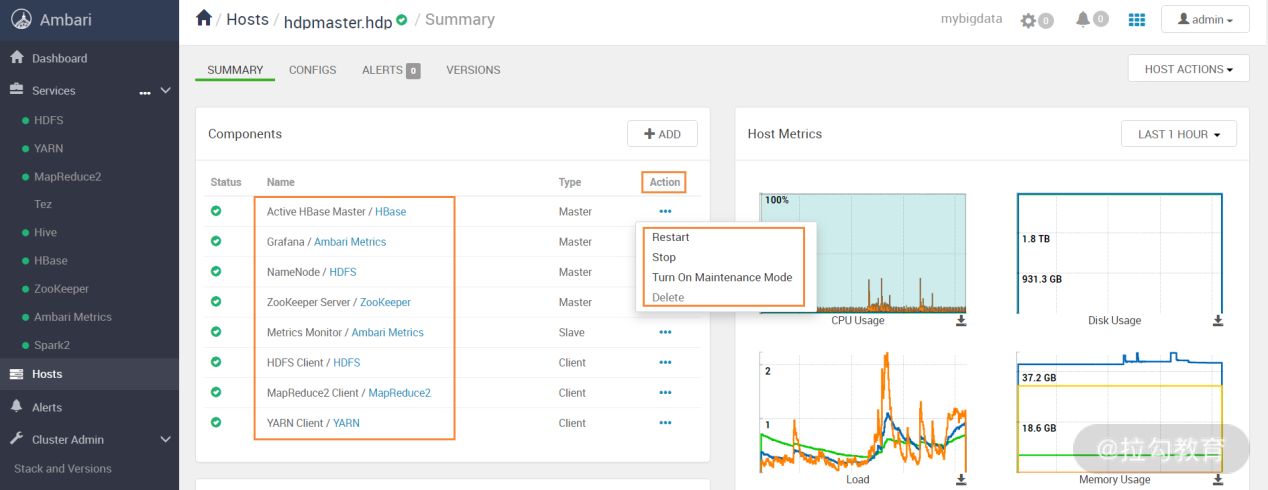 Ambari
/ Hosts / hdpmaster.hdp / Summary
mybigdata
0
0
admin
Dashboard
Services
...
HDFS
YARN
MapReduce2
Tez
Hive
HBase
ZooKeeper
Ambari Metrics
Spark2
Hosts
Alerts
Cluster Admin
Stack and Versions
SUMMARY
CONFIGS
ALERTS 0
VERSIONS
HOST ACTIONS
Components
+ ADD
Status Name Type Action
Active HBase Master / HBase Master
Grafana / Ambari Metrics Master
NameNode / HDFS Master
ZooKeeper Server / ZooKeeper Master
Metrics Monitor / Ambari Metrics Slave
HDFS Client / HDFS Client
MapReduce2 Client / MapReduce2 Client
YARN Client / YARN Client
Restart
Stop
Turn On Maintenance Mode
Delete
Host Metrics
LAST 1 HOUR
100%
CPU Usage
1.8 TB
931.3 GB
Disk Usage
2
1
Load
37.2 GB
18.6 GB
Memory Usage
@拉勾教育